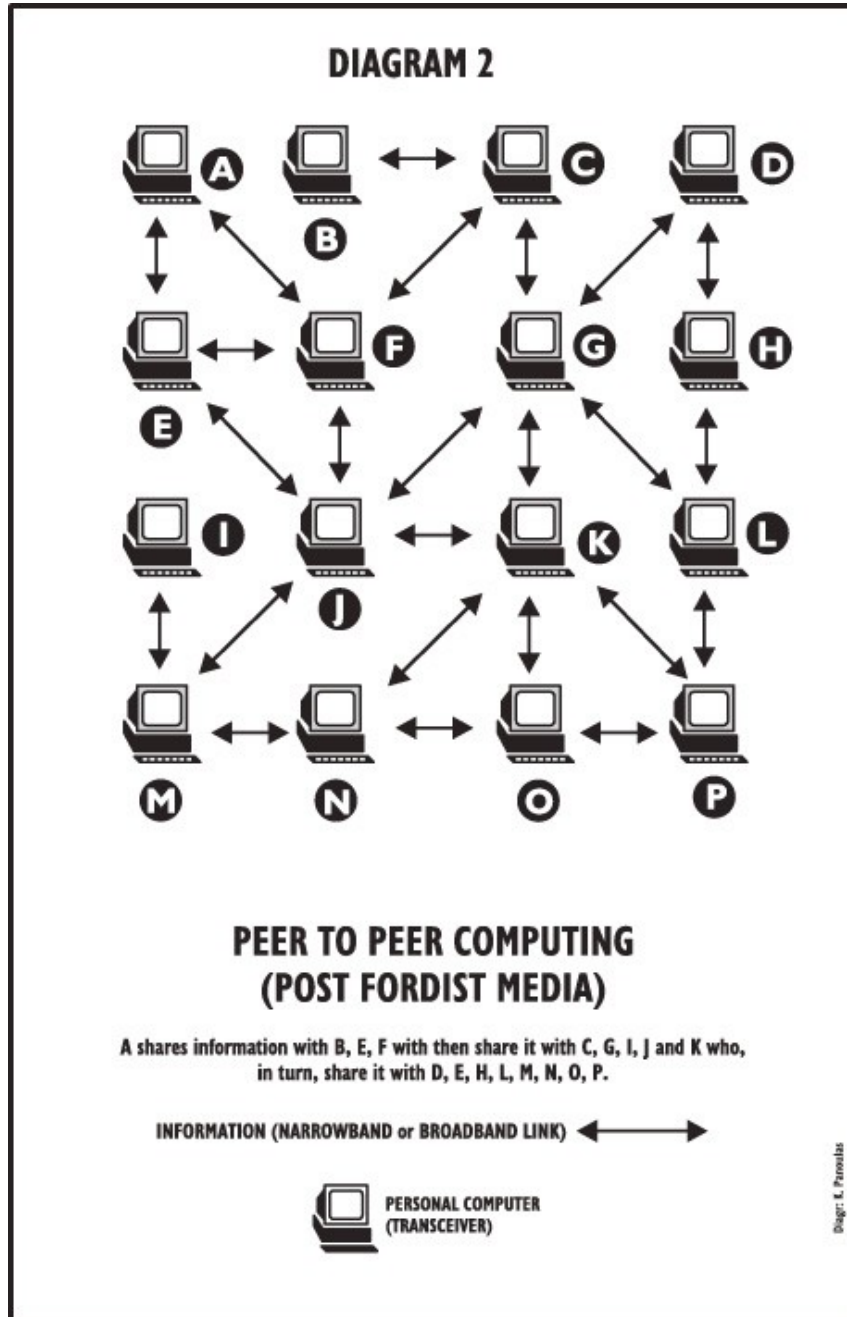 DIAGRAM 2
A
B
C
D
E
F
G
H
I
J
K
L
M
N
O
P
PEER TO PEER COMPUTING
(POST FORDIST MEDIA)
A shares information with B, E, F with then share it with C, G, I, J and K who,
in turn, share it with D, E, H, L, M, N, O, P.
INFORMATION (NARROWBAND or BROADBAND LINK)
PERSONAL COMPUTER
(TRANSCEIVER)
Diagr: K. Panoulas